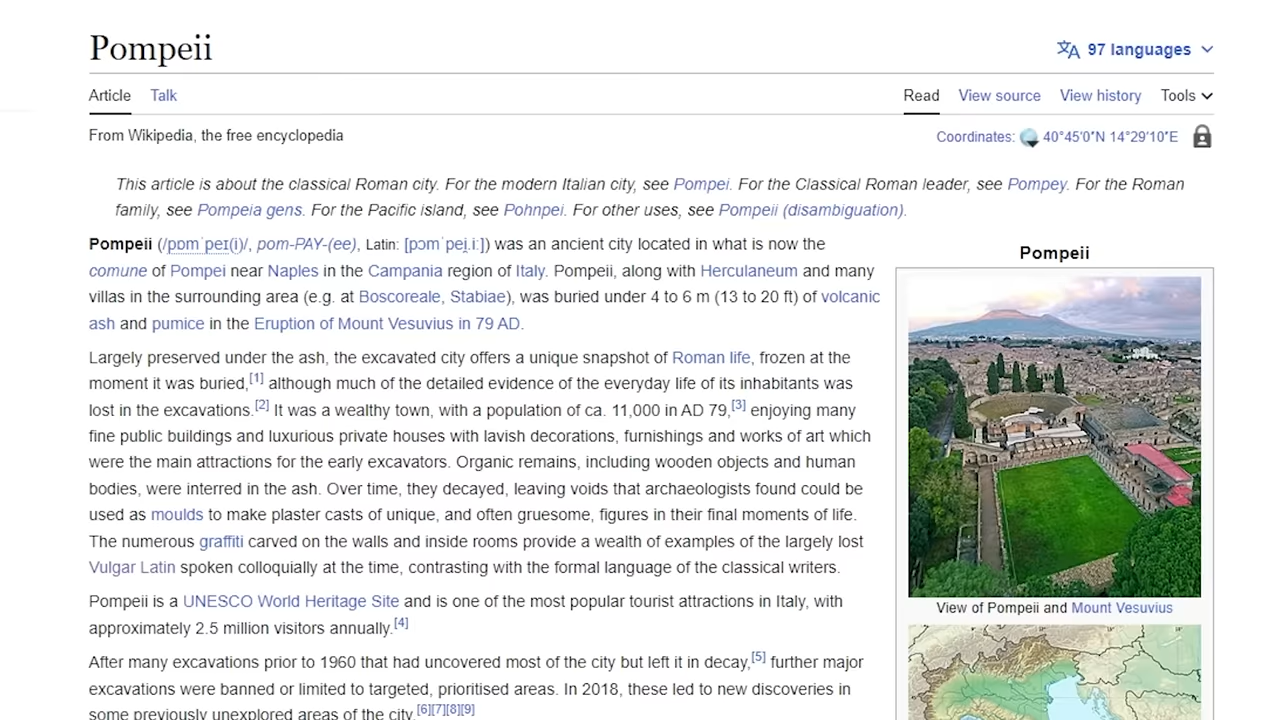 Pompeii
97 languages
Article Talk
Read View source View history Tools
From Wikipedia, the free encyclopedia
Coordinates: 40°45′0″N 14°29′10″E
This article is about the classical Roman city. For the modern Italian city, see Pompei. For the Classical Roman leader, see Pompey. For the Roman
family, see Pompeia gens. For the Pacific island, see Pohnpei. For other uses, see Pompeii (disambiguation).
Pompeii (/pɒmˈpeɪ(i)/, pom-PAY-(ee), Latin: [pɔmˈpei̯.iː]) was an ancient city located in what is now the
comune of Pompei near Naples in the Campania region of Italy. Pompeii, along with Herculaneum and many
villas in the surrounding area (e.g. at Boscoreale, Stabiae), was buried under 4 to 6 m (13 to 20 ft) of volcanic
ash and pumice in the Eruption of Mount Vesuvius in 79 AD.
Largely preserved under the ash, the excavated city offers a unique snapshot of Roman life, frozen at the
moment it was buried,[1] although much of the detailed evidence of the everyday life of its inhabitants was
lost in the excavations.[2] It was a wealthy town, with a population of ca. 11,000 in AD 79,[3] enjoying many
fine public buildings and luxurious private houses with lavish decorations, furnishings and works of art which
were the main attractions for the early excavators. Organic remains, including wooden objects and human
bodies, were interred in the ash. Over time, they decayed, leaving voids that archaeologists found could be
used as moulds to make plaster casts of unique, and often gruesome, figures in their final moments of life.
The numerous graffiti carved on the walls and inside rooms provide a wealth of examples of the largely lost
Vulgar Latin spoken colloquially at the time, contrasting with the formal language of the classical writers.
Pompeii is a UNESCO World Heritage Site and is one of the most popular tourist attractions in Italy, with
approximately 2.5 million visitors annually.[4]
After many excavations prior to 1960 that had uncovered most of the city but left it in decay,[5] further major
excavations were banned or limited to targeted, prioritised areas. In 2018, these led to new discoveries in
some previously unexplored areas of the city.[6][7][8][9]
Pompeii
View of Pompeii and Mount Vesuvius